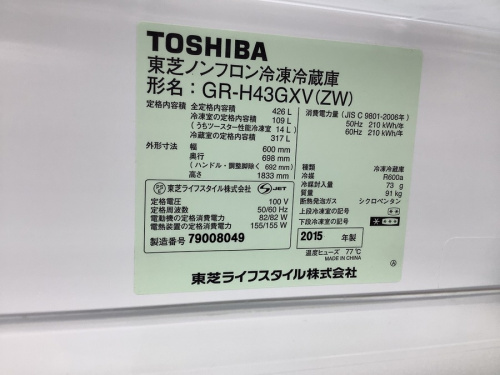 TOSHIBA
東芝ノンフロン冷凍冷蔵庫
形名: GR-H43GXV(ZW)
定格内容積 全定格内容積 426 L
冷凍室の定格内容積 109 L
(うちツースター性能冷凍室 14 L)
冷蔵室の定格内容積 317 L
外形寸法 幅 600 mm
奥行 698 mm
(ハンドル・調整脚除く 692 mm)
高さ 1833 mm
東芝ライフスタイル株式会社 JET
定格電圧 100 V
定格周波数 50/60 Hz
電動機の定格消費電力 82/82 W
電熱装置の定格消費電力 155/155 W
製造番号 79008049
消費電力量 (JIS C 9801-2006年)
50Hz 210 kWh/年
60Hz 210 kWh/年
種類 冷凍冷蔵庫
冷媒 R600a
冷媒封入量 73 g
質量 91 kg
断熱発泡ガス シクロペンタン
上段冷凍室の記号
下段冷凍室の記号
2015 年製
温度ヒューズ 77℃
MADE IN CHINA
Ⓐ
東芝ライフスタイル株式会社